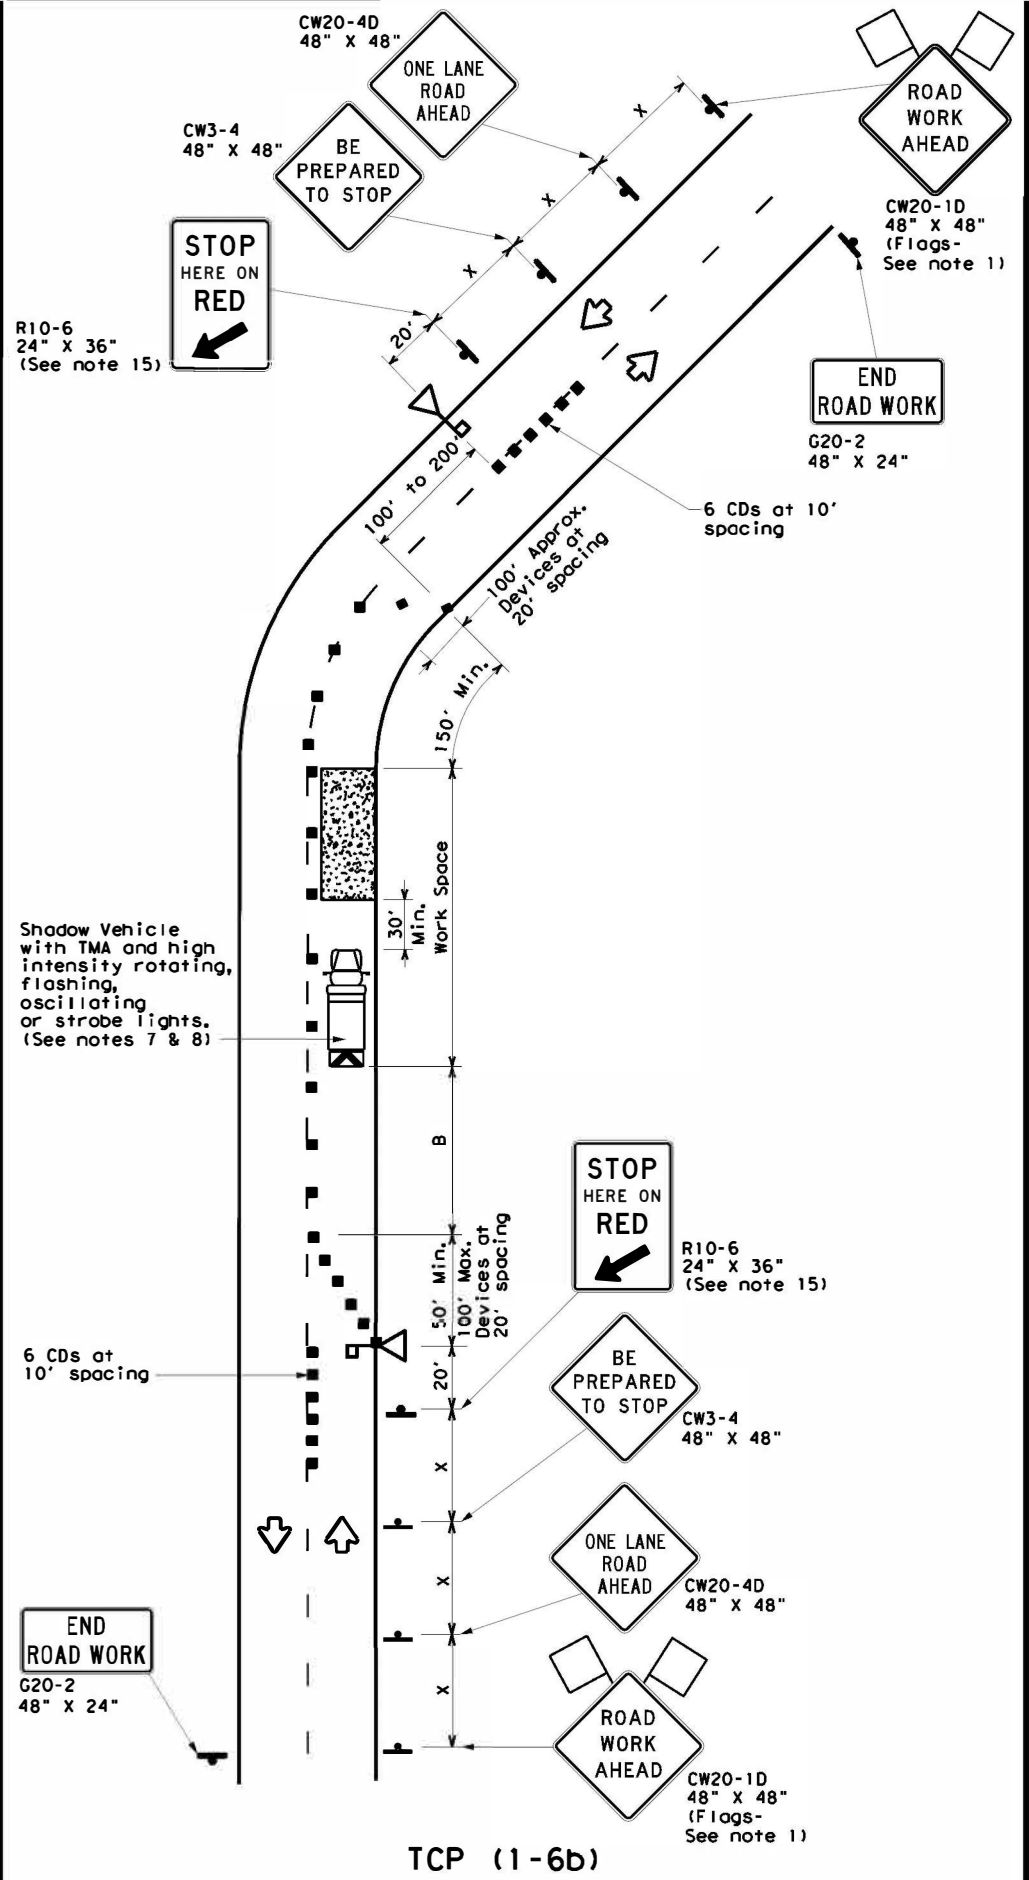 CW20-4D
48" X 48"
ONE LANE
ROAD
AHEAD
ROAD
WORK
AHEAD
CW3-4
48" X 48"
BE
PREPARED
TO STOP
CW20-1D
48" X 48"
(Flags-
See note 1)
X
X
X
20'
STOP
HERE ON
RED
R10-6
24" X 36"
(See note 15)
END
ROAD WORK
G20-2
48" X 24"
100' to 200'
6 CDs at 10'
spacing
100' Approx.
Devices at
20' spacing
150' Min.
Work Space
30'
Min.
Shadow Vehicle
with TMA and high
intensity rotating,
flashing,
oscillating
or strobe lights.
(See notes 7 & 8)
B
STOP
HERE ON
RED
R10-6
24" X 36"
(See note 15)
50' Min.
100' Max.
Devices at
20' spacing
20'
6 CDs at
10' spacing
BE
PREPARED
TO STOP
CW3-4
48" X 48"
X
X
X
ONE LANE
ROAD
AHEAD
CW20-4D
48" X 48"
END
ROAD WORK
G20-2
48" X 24"
ROAD
WORK
AHEAD
CW20-1D
48" X 48"
(Flags-
See note 1)
TCP (1-6b)